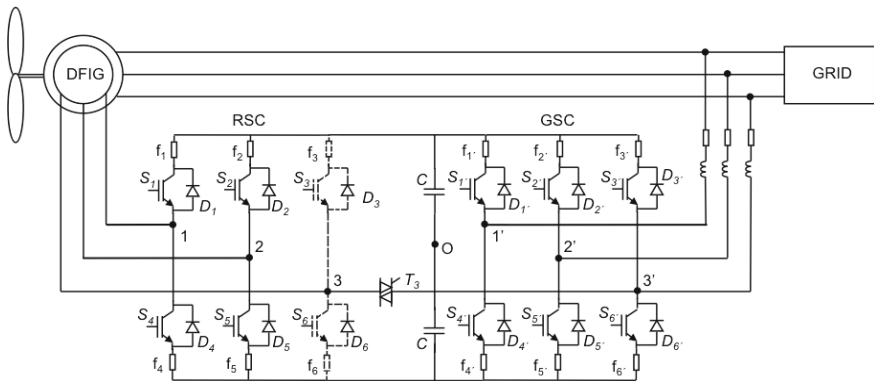 DFIG
GRID
RSC
GSC
f1
f2
f3
f1'
f2'
f3'
S1
S2
S3
C
S1'
S2'
S3'
D1
D2
D3
D1'
D2'
D3'
1
2
O
1'
2'
3
T3
3'
S4
S5
S6
C
S4'
S5'
S6'
D4
D5
D6
D4'
D5'
D6'
f4
f5
f6
f4'
f5'
f6'